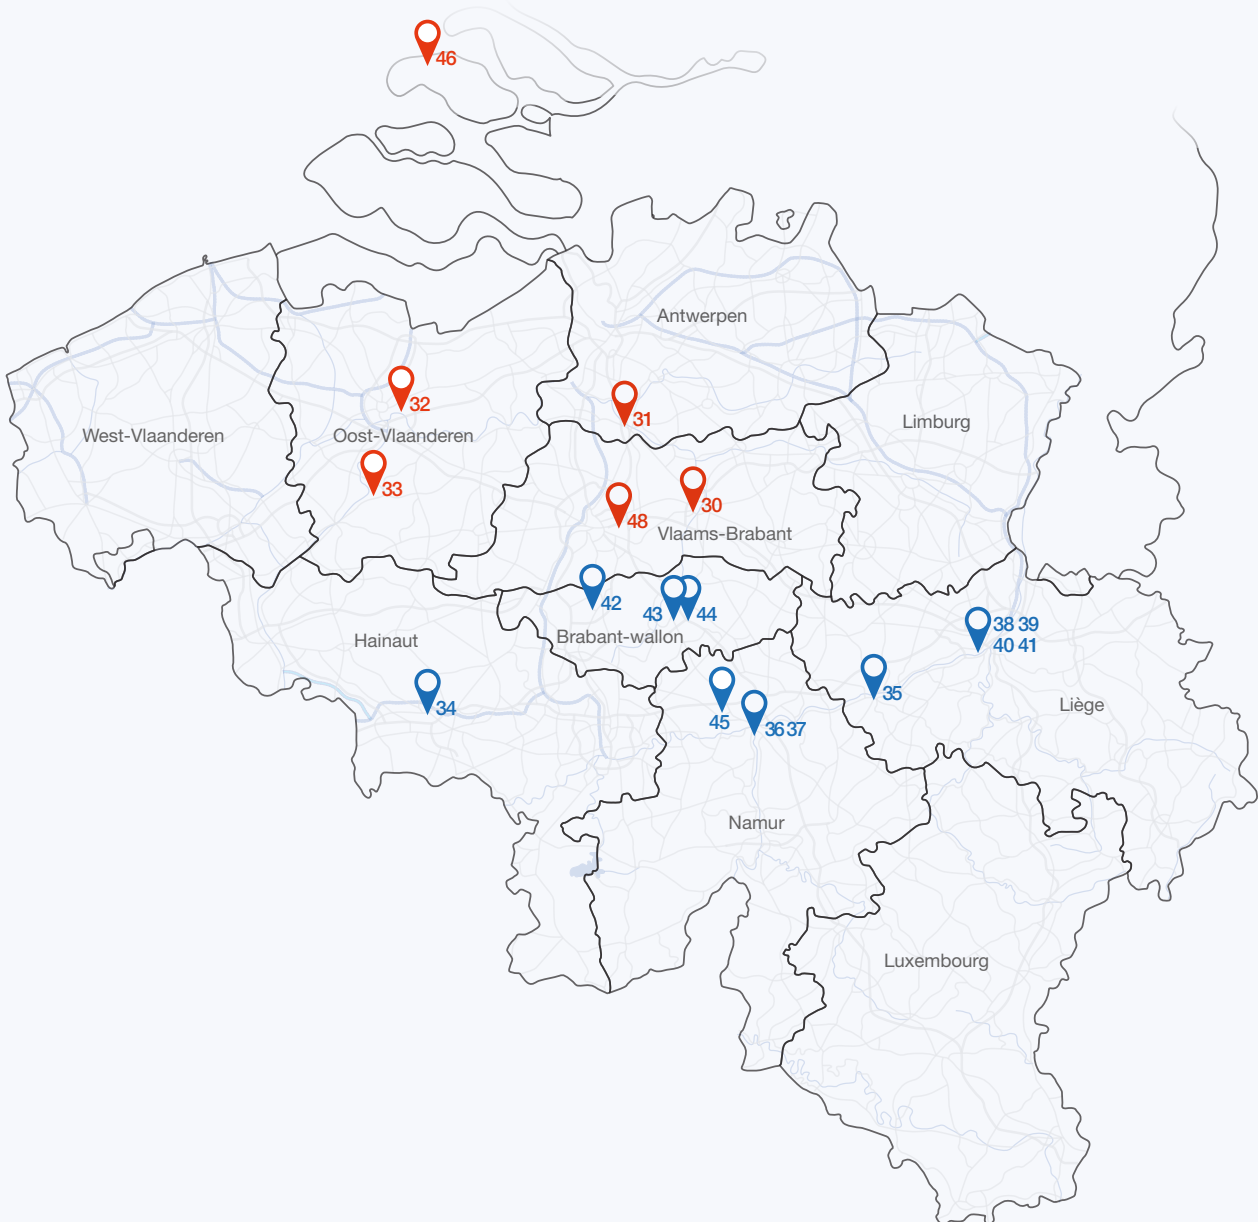 46
Antwerpen
32
31
West-Vlaanderen
Oost-Vlaanderen
Limburg
33
30
48
Vlaams-Brabant
42
43
44
38 39
40 41
Brabant-wallon
Hainaut
35
34
45
36 37
Liège
Namur
Luxembourg